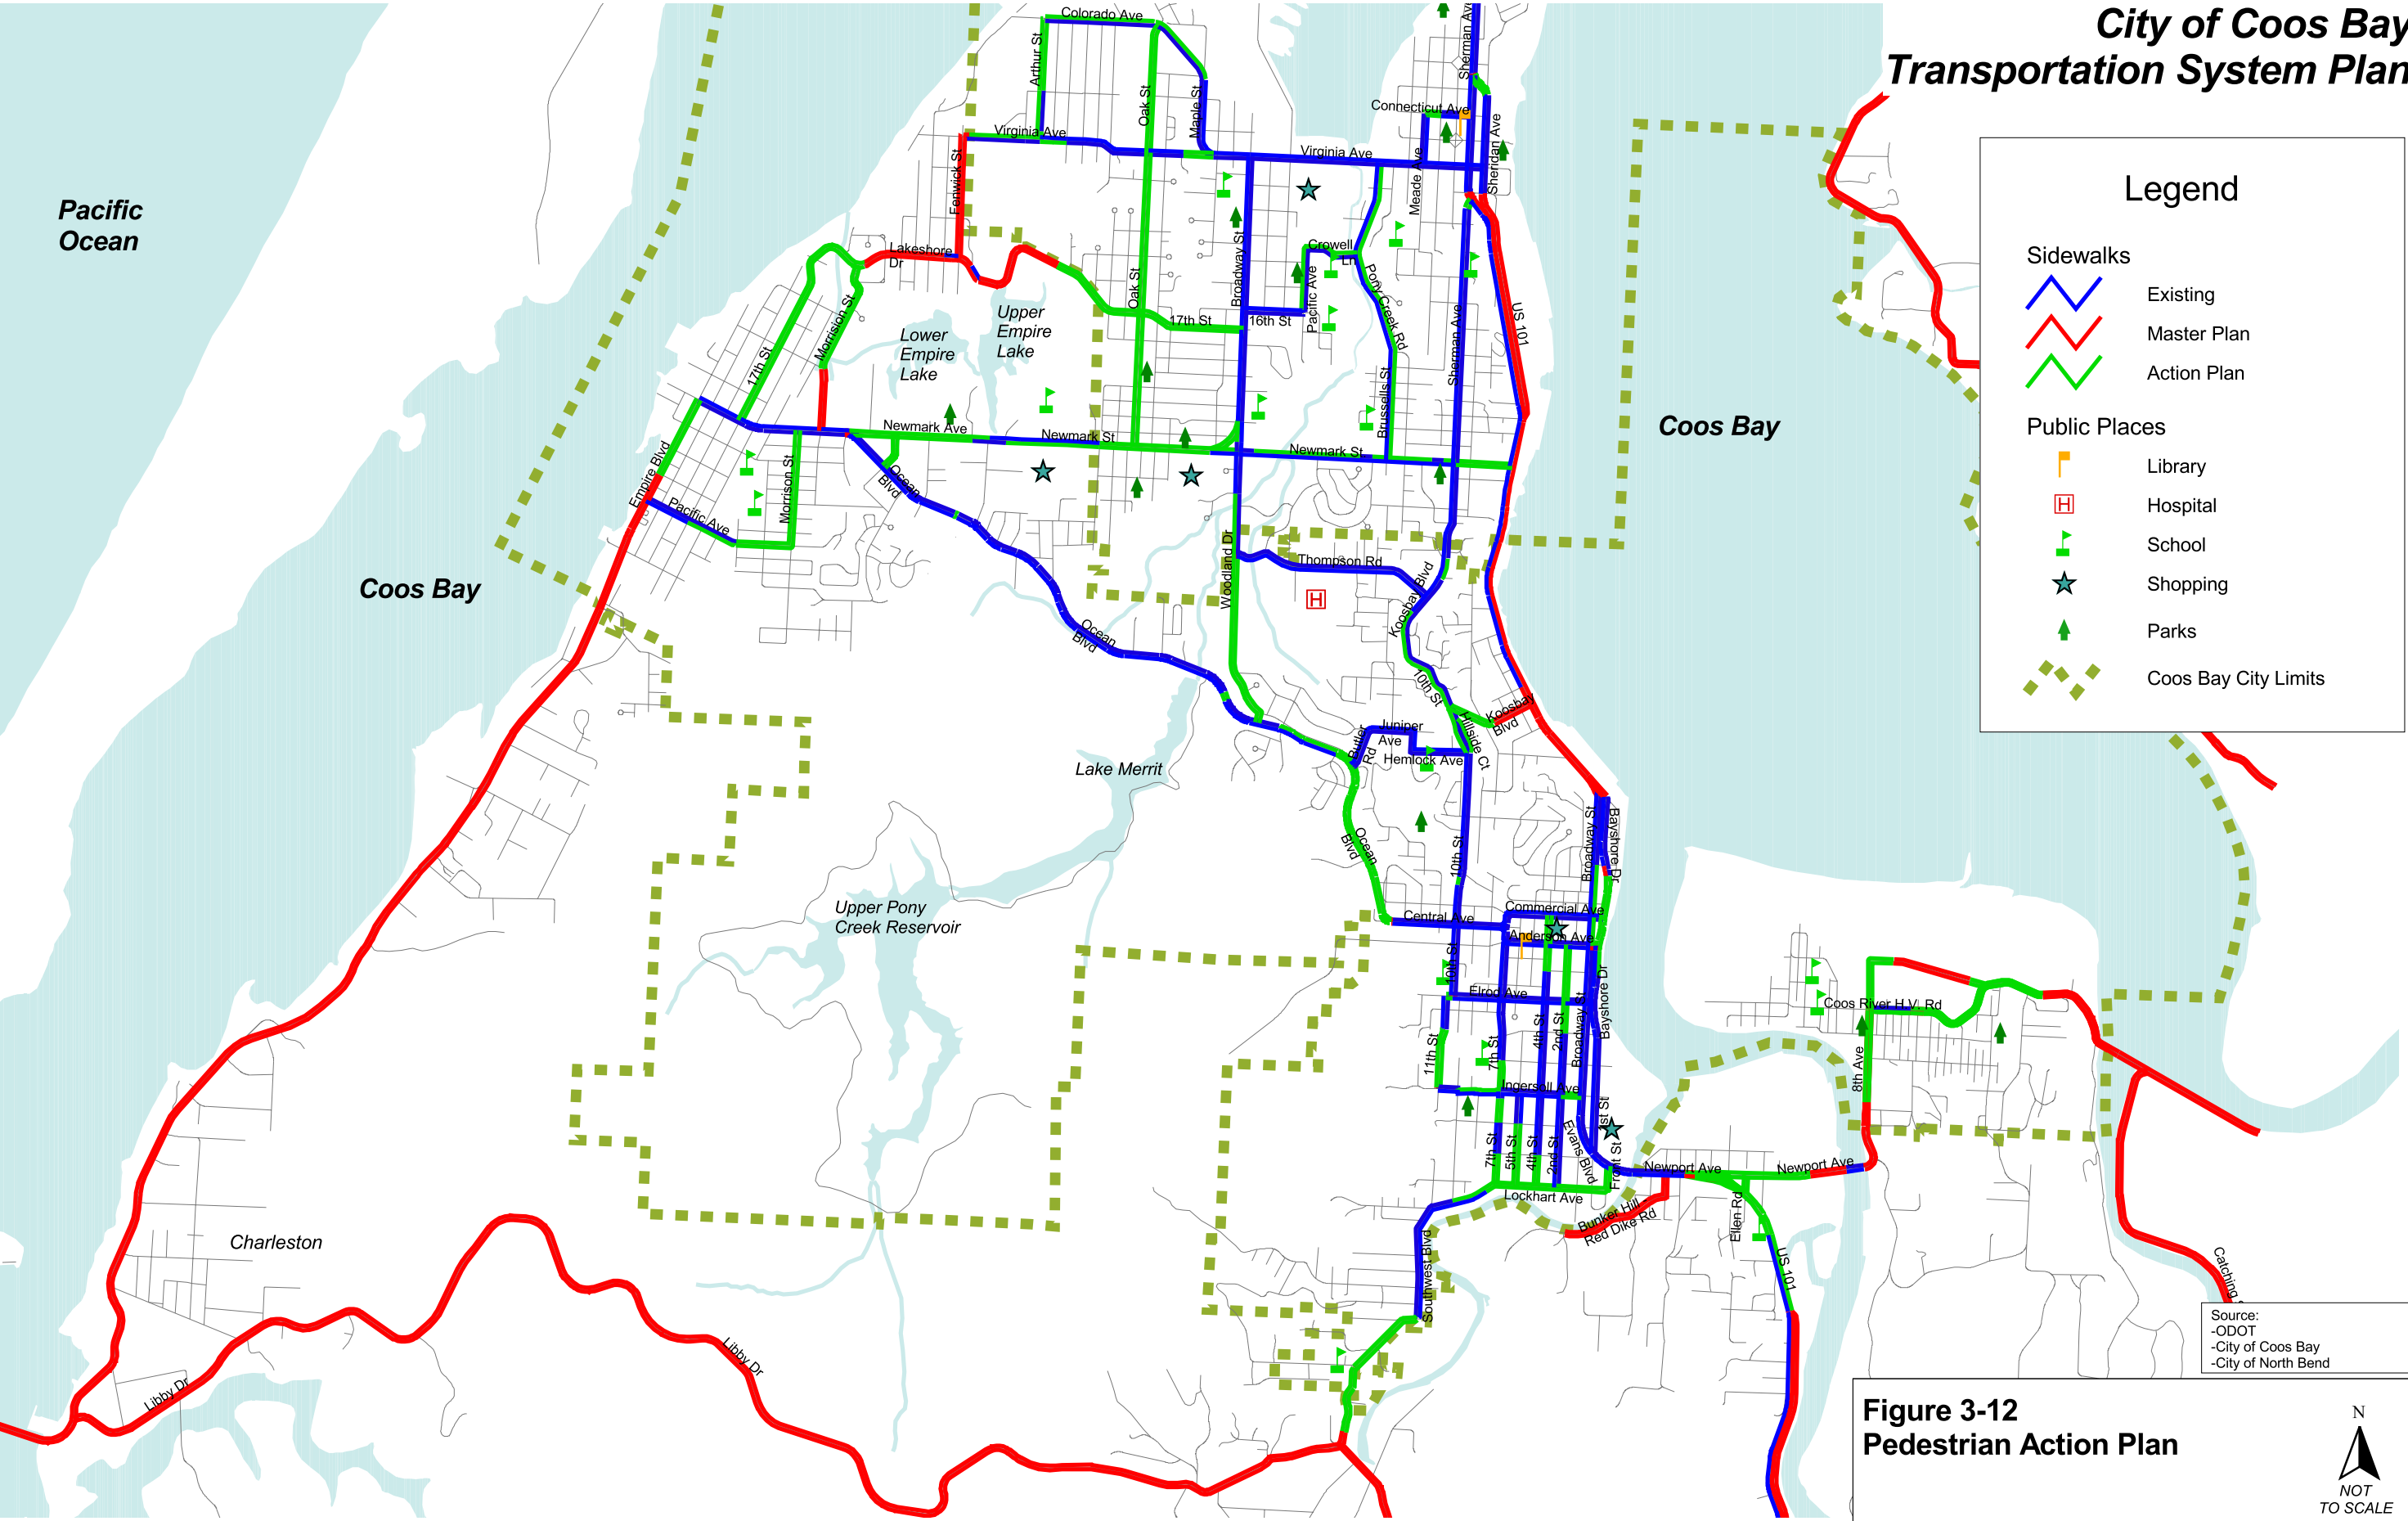 City of Coos Bay
Transportation System Plan
Legend
Sidewalks
Existing
Master Plan
Action Plan
Public Places
Library
H
Hospital
School
Shopping
Parks
Coos Bay City Limits
Pacific
Ocean
Coos Bay
Coos Bay
Colorado Ave
Arthur St
Oak St
Maple St
Sherman Ave
Connecticut Ave
Sheridan Ave
Virginia Ave
Virginia Ave
Meade Ave
Fenwick St
Lakeshore
Dr
Broadway St
Crowell
Ln
Pacific Ave
Pony Creek Rd
Oak St
17th St
16th St
US 101
Sherman Ave
Brussells St
Upper
Empire
Lake
Lower
Empire
Lake
Morrision St
17th St
Newmark Ave
Newmark St
Newmark St
Empire Blvd
Pacific Ave
Morrison St
Ocean
Blvd
Woodland Dr
Thompson Rd
H
Koosbay Blvd
Ocean
Blvd
10th St
Koosbay
Blvd
Hillside Ct
Juniper
Ave
Butler
Rd
Hemlock Ave
Lake Merrit
Ocean
Blvd
10th St
Broadway St
Bayshore Dr
Upper Pony
Creek Reservoir
Central Ave
Commercial Ave
Anderson Ave
10th St
Elrod Ave
Bayshore Dr
11th St
7th St
4th St
2nd St
Broadway St
Ingersoll Ave
1st St
7th St
5th St
4th St
2nd St
Evans Blvd
Front St
Lockhart Ave
Newport Ave
Newport Ave
Coos River H.V. Rd
8th Ave
Bunker Hill -
Red Dike Rd
Ellen Rd
US 101
Southwest Blvd
Catching
Charleston
Libby Dr
Libby Dr
Source:
-ODOT
-City of Coos Bay
-City of North Bend
Figure 3-12
Pedestrian Action Plan
N
NOT
TO SCALE